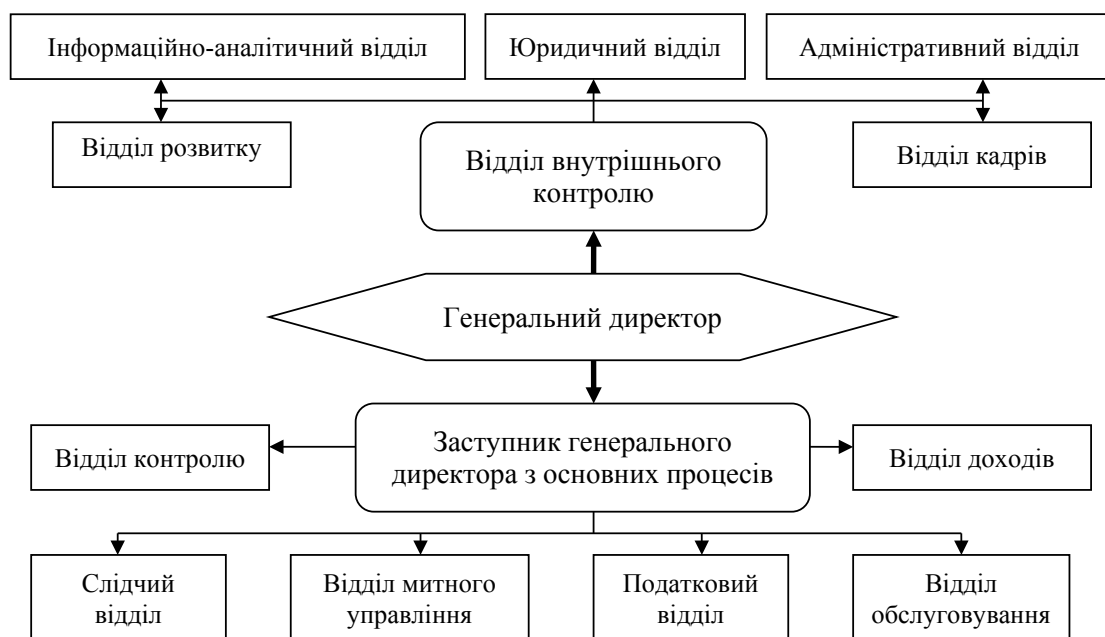 Інформаційно-аналітичний відділ
Юридичний відділ
Адміністративний відділ
Відділ розвитку
Відділ внутрішнього
контролю
Відділ кадрів
Генеральний директор
Відділ контролю
Заступник генерального
директора з основних процесів
Відділ доходів
Слідчий
відділ
Відділ митного
управління
Податковий
відділ
Відділ
обслуговування